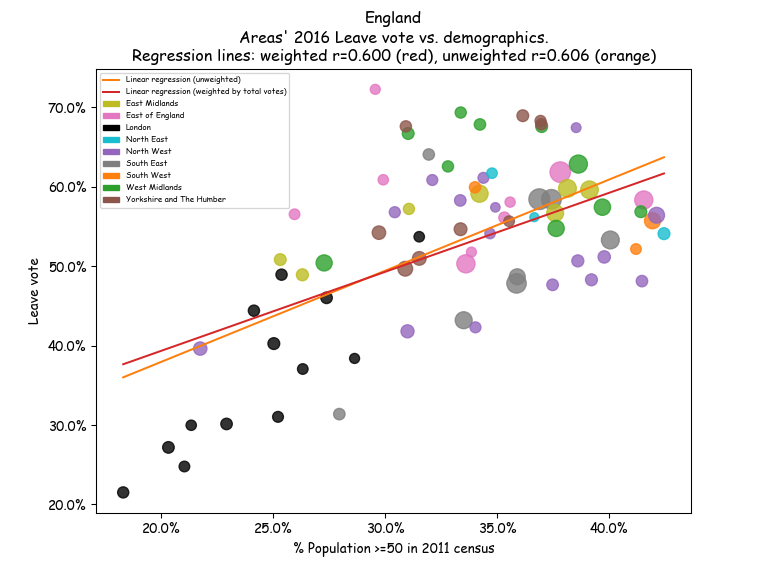 England
Areas' 2016 Leave vote vs. demographics.
Regression lines: weighted r=0.600 (red), unweighted r=0.606 (orange)
Linear regression (unweighted)
Linear regression (weighted by total votes)
East Midlands
East of England
London
North East
North West
South East
South West
West Midlands
Yorkshire and The Humber
70.0%
60.0%
50.0%
40.0%
30.0%
20.0%
Leave vote
20.0% 25.0% 30.0% 35.0% 40.0%
% Population >=50 in 2011 census